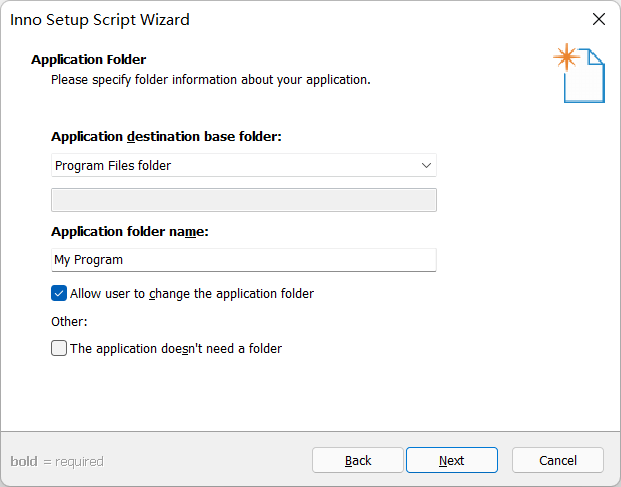 Inno Setup Script Wizard
Application Folder
Please specify folder information about your application.
Application destination base folder:
Program Files folder
Application folder name:
My Program
Allow user to change the application folder
Other:
The application doesn't need a folder
bold = required
Back
Next
Cancel